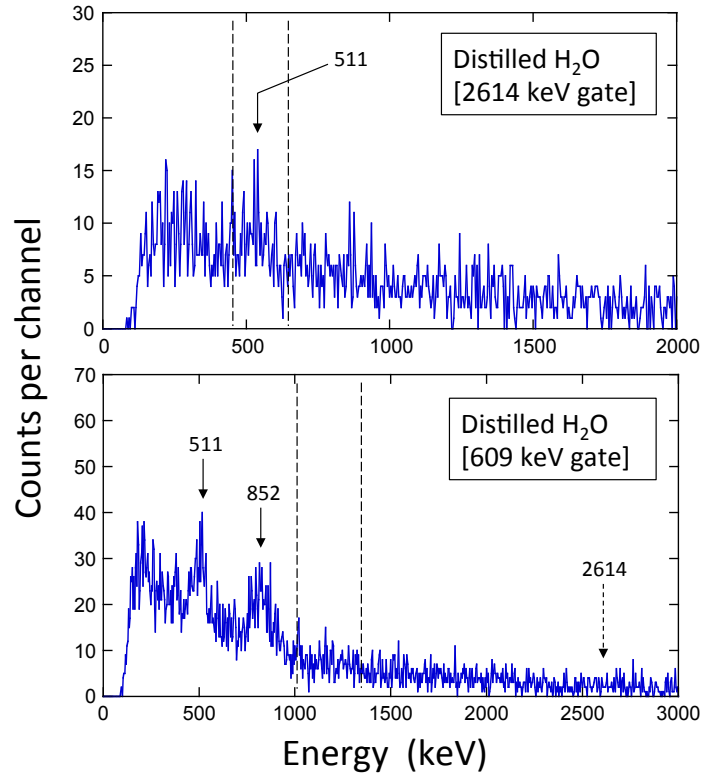 30
25
20
15
10
5
0
511
Distilled H₂O
[2614 keV gate]
0 500 1000 1500 2000
Counts per channel
70
60
50
40
30
20
10
0
511
852
2614
Distilled H₂O
[609 keV gate]
0 500 1000 1500 2000 2500 3000
Energy (keV)